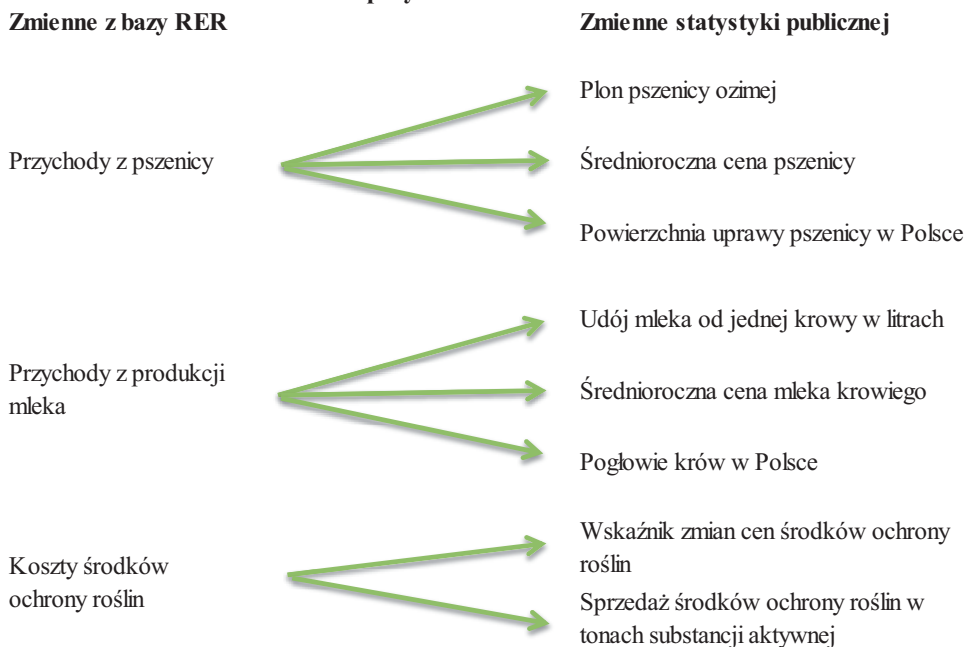 Zmienne z bazy RER
Zmienne statystyki publicznej
Przychody z pszenicy
Plon pszenicy ozimej
Średnioroczna cena pszenicy
Powierzchnia uprawy pszenicy w Polsce
Przychody z produkcji
mleka
Udój mleka od jednej krowy w litrach
Średnioroczna cena mleka krowiego
Pogłowie krów w Polsce
Koszty środków
ochrony roślin
Wskaźnik zmian cen środków ochrony
roślin
Sprzedaż środków ochrony roślin w
tonach substancji aktywnej